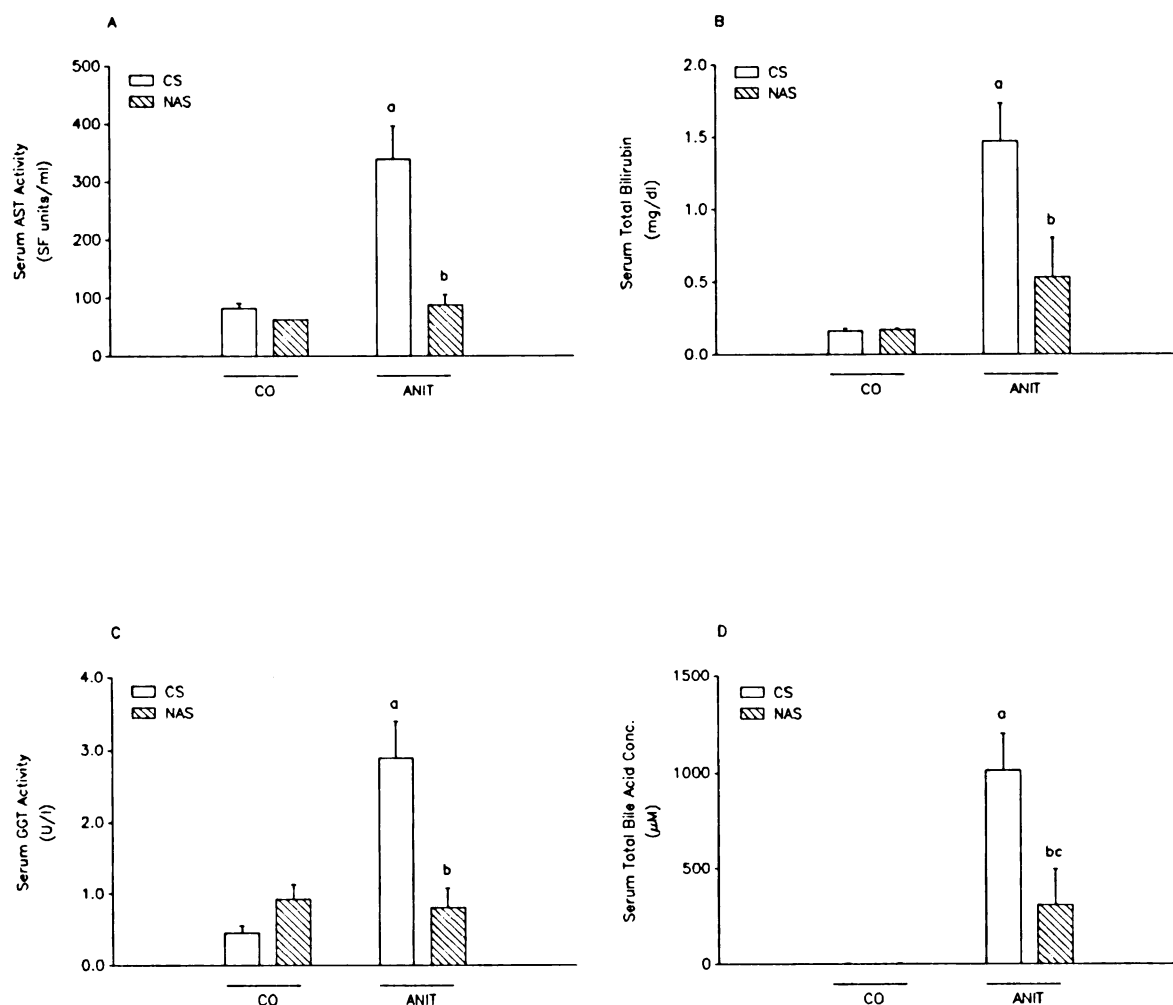 A
Serum AST Activity
(SF units/ml)
500
400
300
200
100
0
CS
NAS
a
b
CO
ANIT
B
Serum Total Bilirubin
(mg/dl)
2.0
1.5
1.0
0.5
0.0
CS
NAS
a
b
CO
ANIT
C
Serum GGT Activity
(U/l)
4.0
3.0
2.0
1.0
0.0
CS
NAS
a
b
CO
ANIT
D
Serum Total Bile Acid Conc.
(μM)
1500
1000
500
0
CS
NAS
a
bc
CO
ANIT